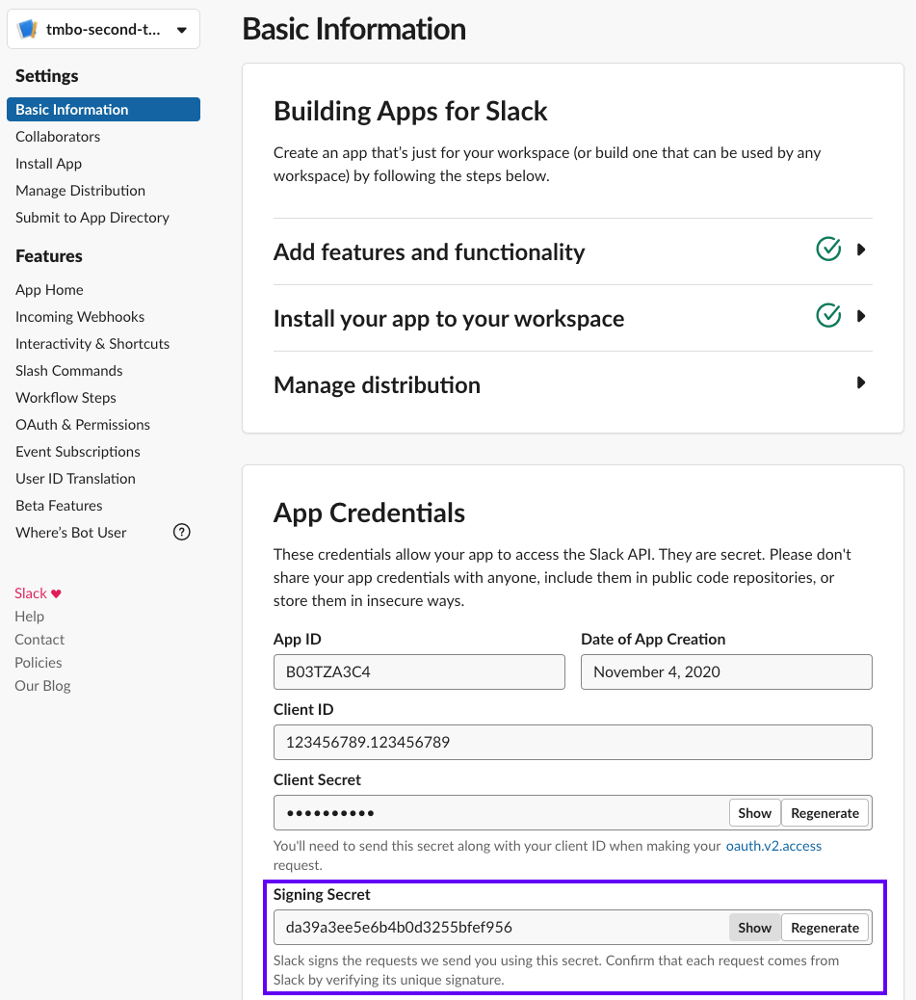 tmbo-second-t...
Settings
Basic Information
Collaborators
Install App
Manage Distribution
Submit to App Directory
Features
App Home
Incoming Webhooks
Interactivity & Shortcuts
Slash Commands
Workflow Steps
OAuth & Permissions
Event Subscriptions
User ID Translation
Beta Features
Where's Bot User ?
Slack ♥
Help
Contact
Policies
Our Blog
Basic Information
Building Apps for Slack
Create an app that's just for your workspace (or build one that can be used by any
workspace) by following the steps below.
Add features and functionality
Install your app to your workspace
Manage distribution
App Credentials
These credentials allow your app to access the Slack API. They are secret. Please don't
share your app credentials with anyone, include them in public code repositories, or
store them in insecure ways.
App ID
B03TZA3C4
Date of App Creation
November 4, 2020
Client ID
123456789.123456789
Client Secret
•••••••••• Show Regenerate
You'll need to send this secret along with your client ID when making your oauth.v2.access
request.
Signing Secret
da39a3ee5e6b4b0d3255bfef956 Show Regenerate
Slack signs the requests we send you using this secret. Confirm that each request comes from
Slack by verifying its unique signature.